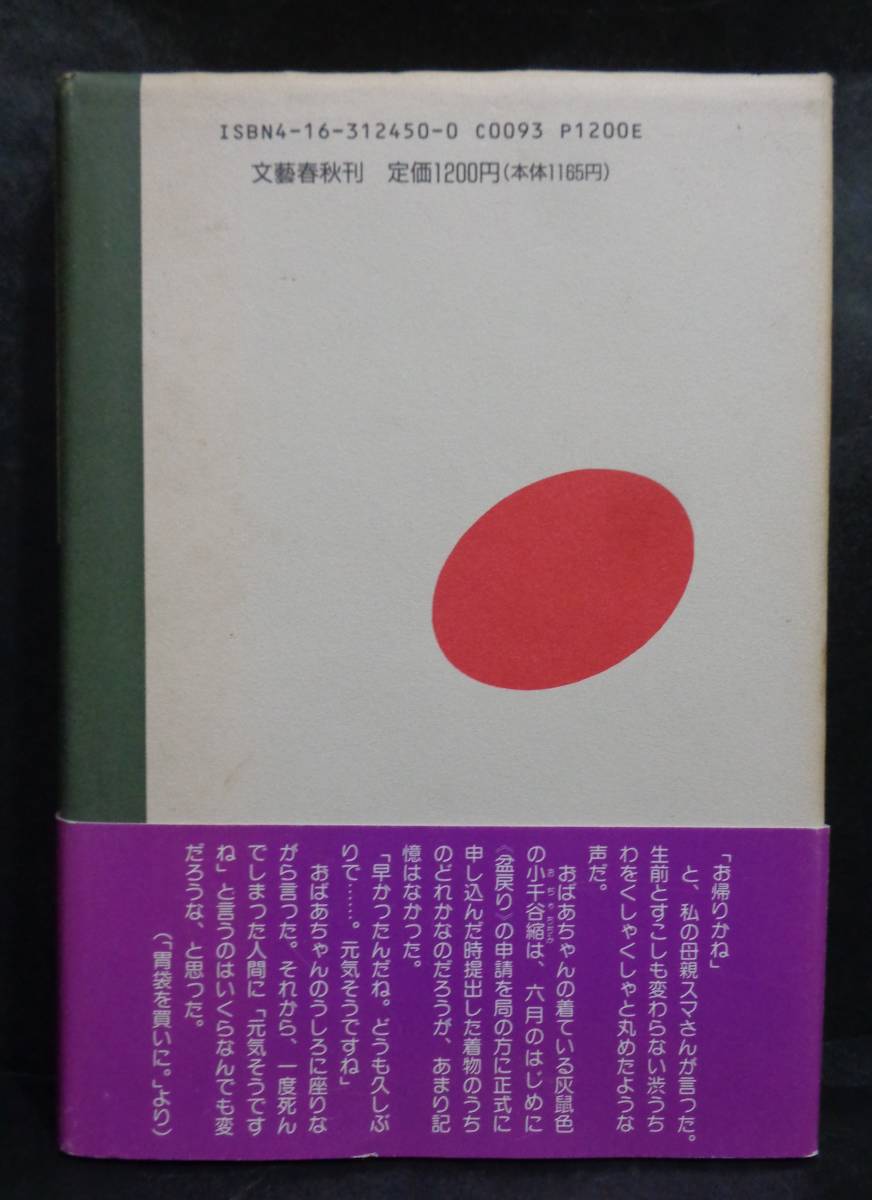 ISBN4-16-312450-0 C0093 P1200E
文藝春秋刊 定価1200円(本体1165円)
「お帰りかね」
と、私の母親スマさんが言った。
生前とすこしも変わらない渋うち
わをくしゃくしゃと丸めたような
声だ。
おばあちゃんの着ている灰鼠色
の小千谷縮は、六月のはじめに
おぢやちぢみ
《盆戻り》の申請を局の方に正式に
申し込んだ時提出した着物のうち
のどれかなのだろうが、あまり記
憶はなかった。
「早かったんだね。どうも久しぶ
りで……。元気そうですね」
おばあちゃんのうしろに座りな
がら言った。それから、一度死ん
でしまった人間に「元気そうです
ね」と言うのはいくらなんでも変
だろうな、と思った。
(「胃袋を買いに。」より)